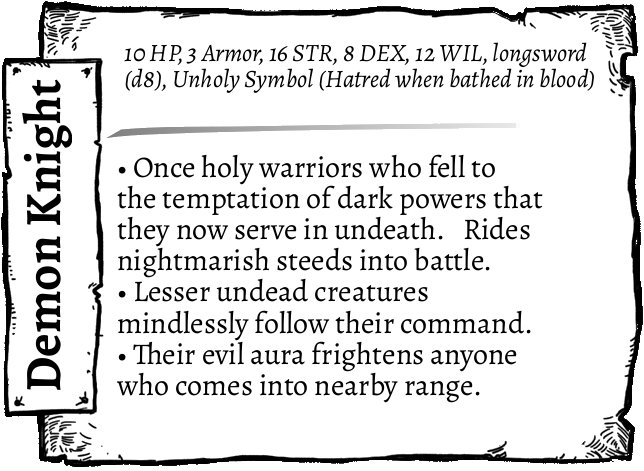 Demon Knight
10 HP, 3 Armor, 16 STR, 8 DEX, 12 WIL, longsword
(d8), Unholy Symbol (Hatred when bathed in blood)
• Once holy warriors who fell to
the temptation of dark powers that
they now serve in undeath.   Rides
nightmarish steeds into battle.
• Lesser undead creatures
mindlessly follow their command.
• Their evil aura frightens anyone
who comes into nearby range.